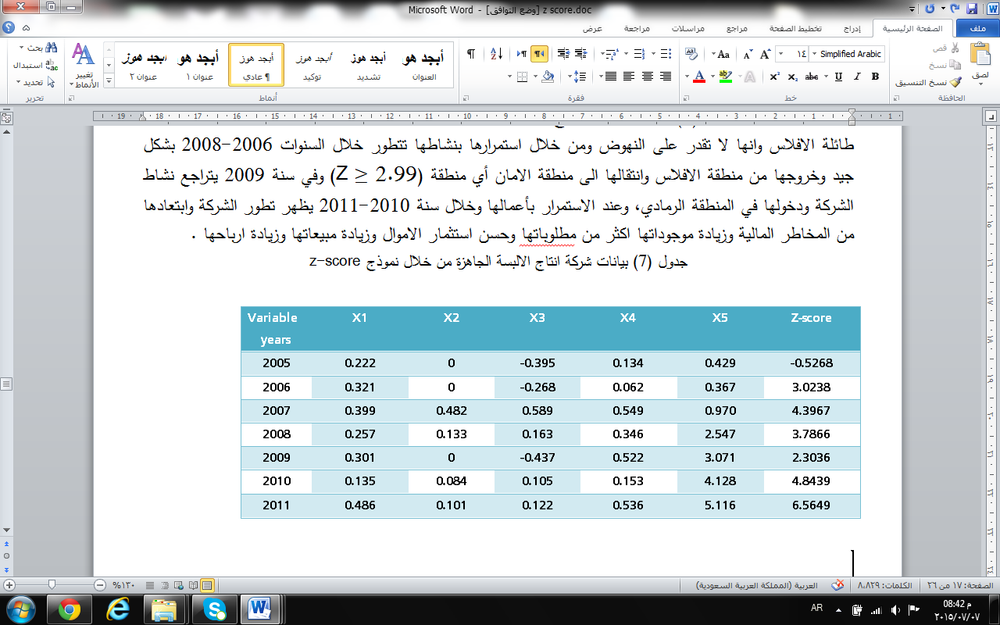 z score.doc [وضع التوافق] - Microsoft Word
ملف
الصفحة الرئيسية
إدراج
تخطيط الصفحة
مراجع
مراسلات
مراجعة
عرض
لصق
قص
نسخ
نسخ التنسيق
الحافظة
Simplified Arabic
١٤
خط
فقرة
أبجد هو
العنوان
أبجد هوز
تشديد
أبجد هوز
توكيد
أبجد هوز
¶ عادي
أبجد هو
عنوان ١
أبجد هوز
عنوان ٢
أنماط
تغيير الأنماط
بحث
استبدال
تحديد
تحرير
طائلة الافلاس وانها لا تقدر على النهوض ومن خلال استمرارها بنشاطها تتطور خلال السنوات 2006-2008 بشكل
جيد وخروجها من منطقة الافلاس وانتقالها الى منطقة الامان أي منطقة (Z ≥ 2.99) وفي سنة 2009 يتراجع نشاط
الشركة ودخولها في المنطقة الرمادي، وعند الاستمرار بأعمالها وخلال سنة 2010-2011 يظهر تطور الشركة وابتعادها
من المخاطر المالية وزيادة موجوداتها اكثر من مطلوباتها وحسن استثمار الاموال وزيادة مبيعاتها وزيادة ارباحها .
جدول (7) بيانات شركة انتاج الالبسة الجاهزة من خلال نموذج z-score
Variable years X1 X2 X3 X4 X5 Z-score
2005 0.222 0 -0.395 0.134 0.429 -0.5268
2006 0.321 0 -0.268 0.062 0.367 3.0238
2007 0.399 0.482 0.589 0.549 0.970 4.3967
2008 0.257 0.133 0.163 0.346 2.547 3.7866
2009 0.301 0 -0.437 0.522 3.071 2.3036
2010 0.135 0.084 0.105 0.153 4.128 4.8439
2011 0.486 0.101 0.122 0.536 5.116 6.5649
الصفحة: ١٧ من ٢٦
الكلمات: ٨،٨٢٩
العربية (المملكة العربية السعودية)
١٣٠%
AR
08:42 م
٢٠١٥/٠٧/٠٧